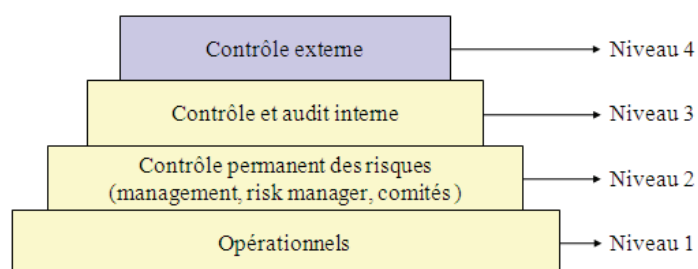 Contrôle externe
Niveau 4
Contrôle et audit interne
Niveau 3
Contrôle permanent des risques
(management, risk manager, comités )
Niveau 2
Opérationnels
Niveau 1